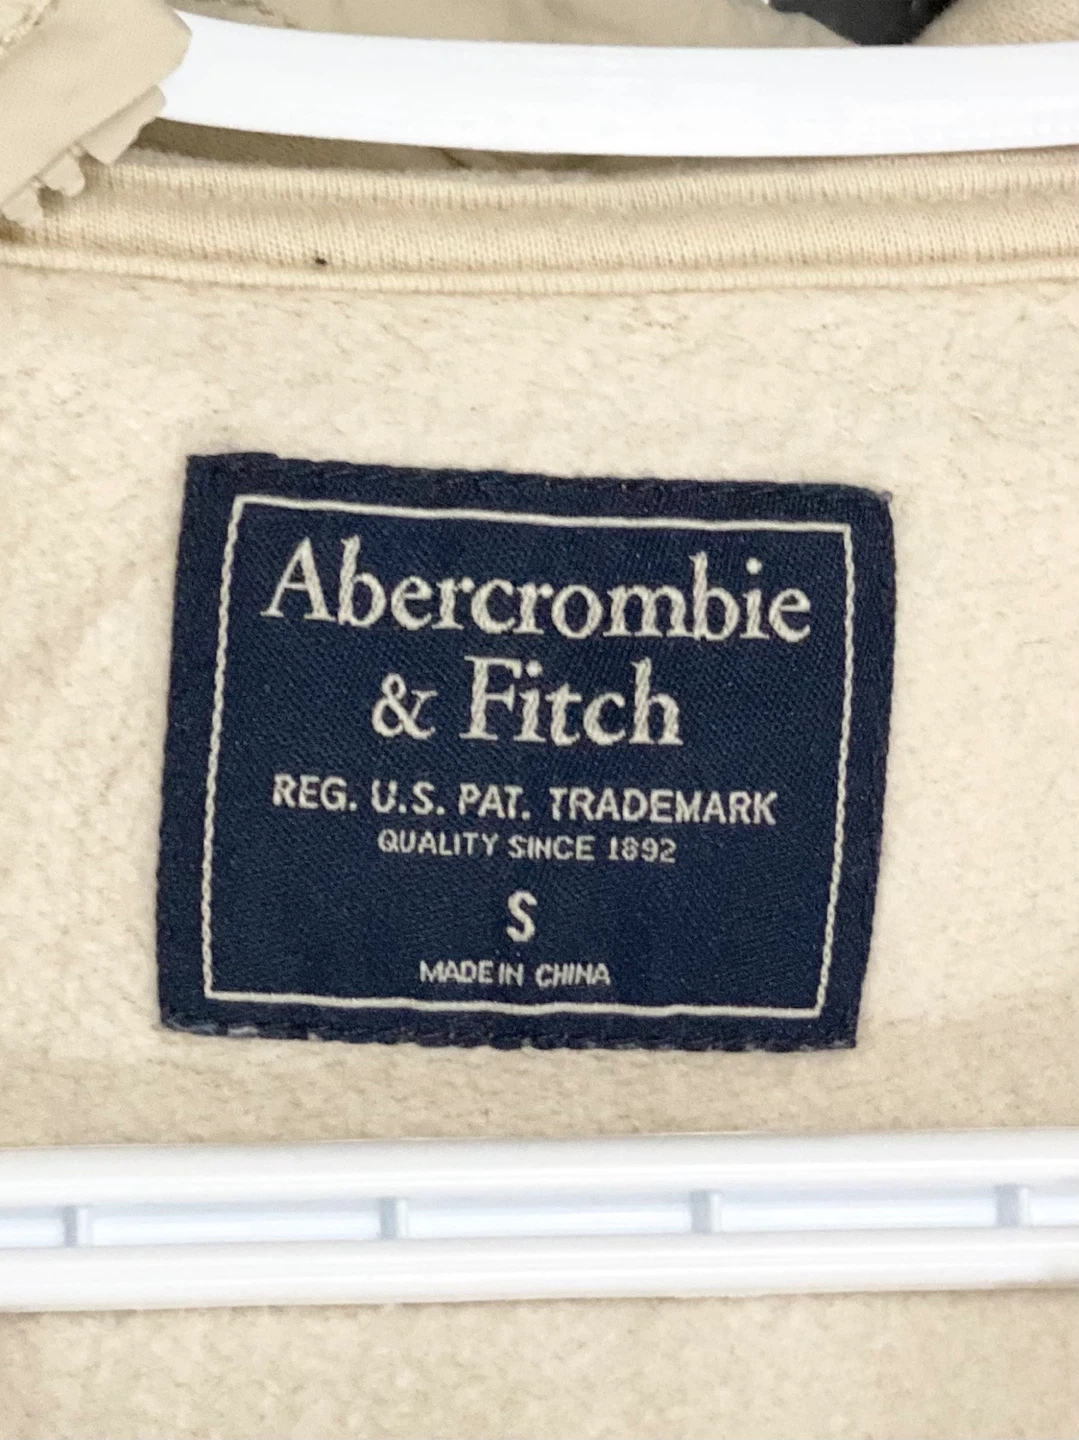 Abercrombie
& Fitch
REG. U.S. PAT. TRADEMARK
QUALITY SINCE 1892
S
MADE IN CHINA